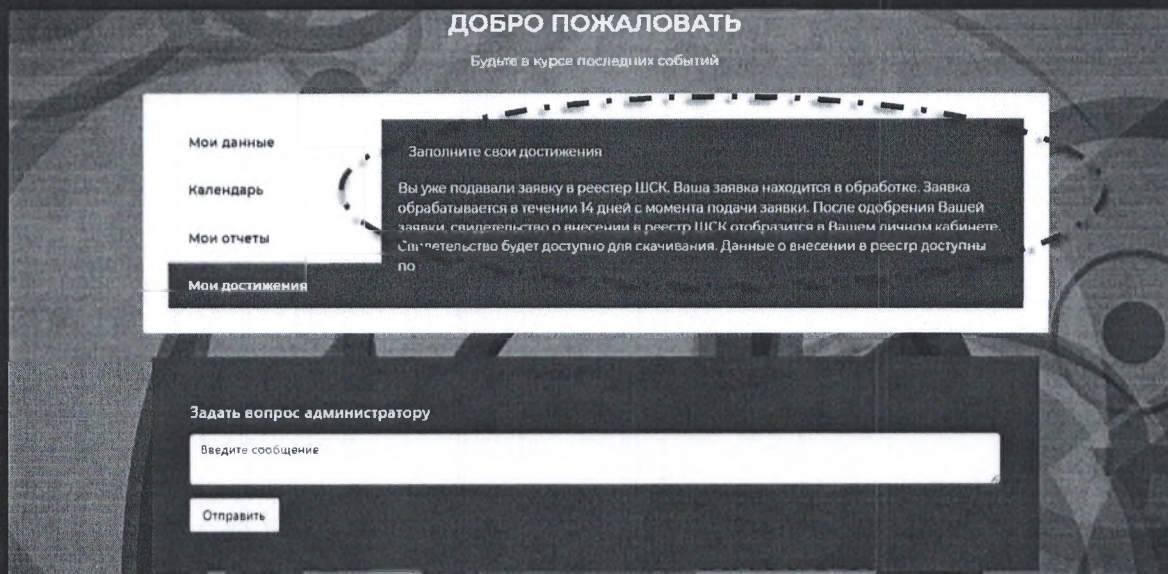 ДОБРО ПОЖАЛОВАТЬ
Будьте в курсе последних событий
Мои данные
Календарь
Мои отчеты
Мои достижения
Заполните свои достижения
Вы уже подавали заявку в реестер ШСК. Ваша заявка находится в обработке. Заявка
обрабатывается в течении 14 дней с момента подачи заявки. После одобрения Вашей
заявки, свидетельство о внесении в реестр ШСК отобразится в Вашем личном кабинете.
Свидетельство будет доступно для скачивания. Данные о внесении в реестр доступны
по
Задать вопрос администратору
Введите сообщение
Отправить